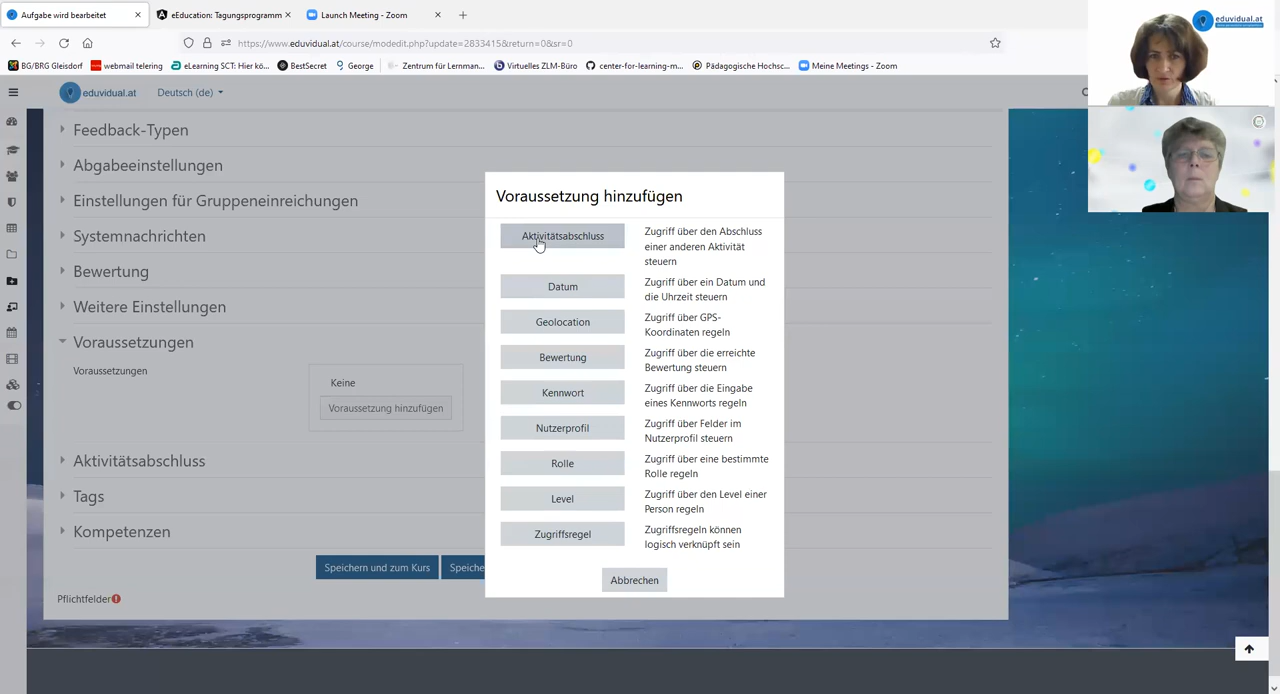 Aufgabe wird bearbeitet
eEducation: Tagungsprogramm
Launch Meeting - Zoom
https://www.eduvidual.at/course/modedit.php?update=2833415&return=0&sr=0
BG/BRG Gleisdorf
webmail telering
eLearning SCT: Hier kö...
BestSecret
George
Zentrum für Lernman...
Virtuelles ZLM-Büro
center-for-learning-m...
Pädagogische Hochsc...
Meine Meetings - Zoom
eduvidual.at
eduvidual.at
Deutsch (de)
Feedback-Typen
Abgabeeinstellungen
Einstellungen für Gruppeneinreichungen
Systemnachrichten
Bewertung
Weitere Einstellungen
Voraussetzungen
Voraussetzungen
Keine
Voraussetzung hinzufügen
Aktivitätsabschluss
Tags
Kompetenzen
Speichern und zum Kurs
Speiche
Pflichtfelder
Voraussetzung hinzufügen
Aktivitätsabschluss
Zugriff über den Abschluss
einer anderen Aktivität
steuern
Datum
Zugriff über ein Datum und
die Uhrzeit steuern
Geolocation
Zugriff über GPS-
Koordinaten regeln
Bewertung
Zugriff über die erreichte
Bewertung steuern
Kennwort
Zugriff über die Eingabe
eines Kennworts regeln
Nutzerprofil
Zugriff über Felder im
Nutzerprofil steuern
Rolle
Zugriff über eine bestimmte
Rolle regeln
Level
Zugriff über den Level einer
Person regeln
Zugriffsregel
Zugriffsregeln können
logisch verknüpft sein
Abbrechen